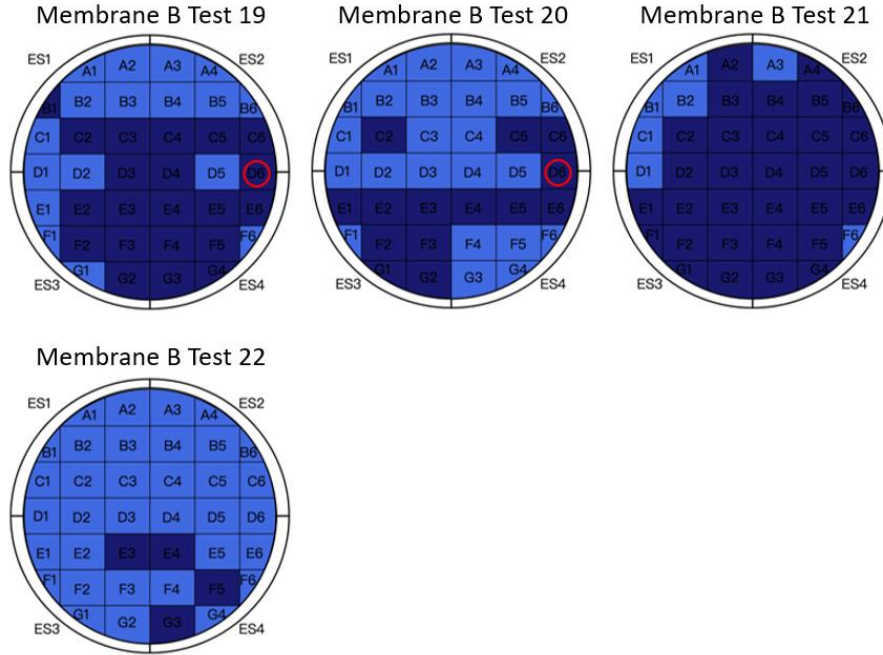 Membrane B Test 19
Membrane B Test 20
Membrane B Test 21
ES1 ES2
A1 A2 A3 A4
B1 B2 B3 B4 B5 B6
C1 C2 C3 C4 C5 C6
D1 D2 D3 D4 D5 D6
E1 E2 E3 E4 E5 E6
F1 F2 F3 F4 F5 F6
G1 G2 G3 G4
ES3 ES4
ES1 ES2
A1 A2 A3 A4
B1 B2 B3 B4 B5 B6
C1 C2 C3 C4 C5 C6
D1 D2 D3 D4 D5 D6
E1 E2 E3 E4 E5 E6
F1 F2 F3 F4 F5 F6
G1 G2 G3 G4
ES3 ES4
ES1 ES2
A1 A2 A3 A4
B1 B2 B3 B4 B5 B6
C1 C2 C3 C4 C5 C6
D1 D2 D3 D4 D5 D6
E1 E2 E3 E4 E5 E6
F1 F2 F3 F4 F5 F6
G1 G2 G3 G4
ES3 ES4
Membrane B Test 22
ES1 ES2
A1 A2 A3 A4
B1 B2 B3 B4 B5 B6
C1 C2 C3 C4 C5 C6
D1 D2 D3 D4 D5 D6
E1 E2 E3 E4 E5 E6
F1 F2 F3 F4 F5 F6
G1 G2 G3 G4
ES3 ES4